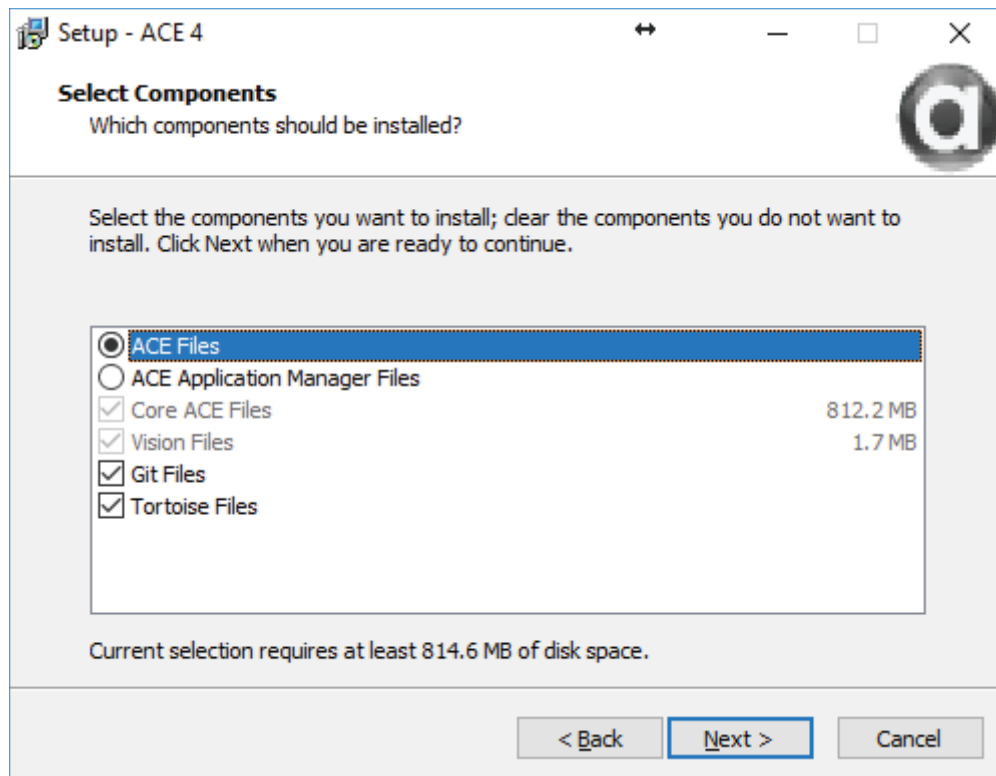 Setup - ACE 4
Select Components
Which components should be installed?
a
Select the components you want to install; clear the components you do not want to
install. Click Next when you are ready to continue.
ACE Files
ACE Application Manager Files
Core ACE Files 812.2 MB
Vision Files 1.7 MB
Git Files
Tortoise Files
Current selection requires at least 814.6 MB of disk space.
< Back Next > Cancel